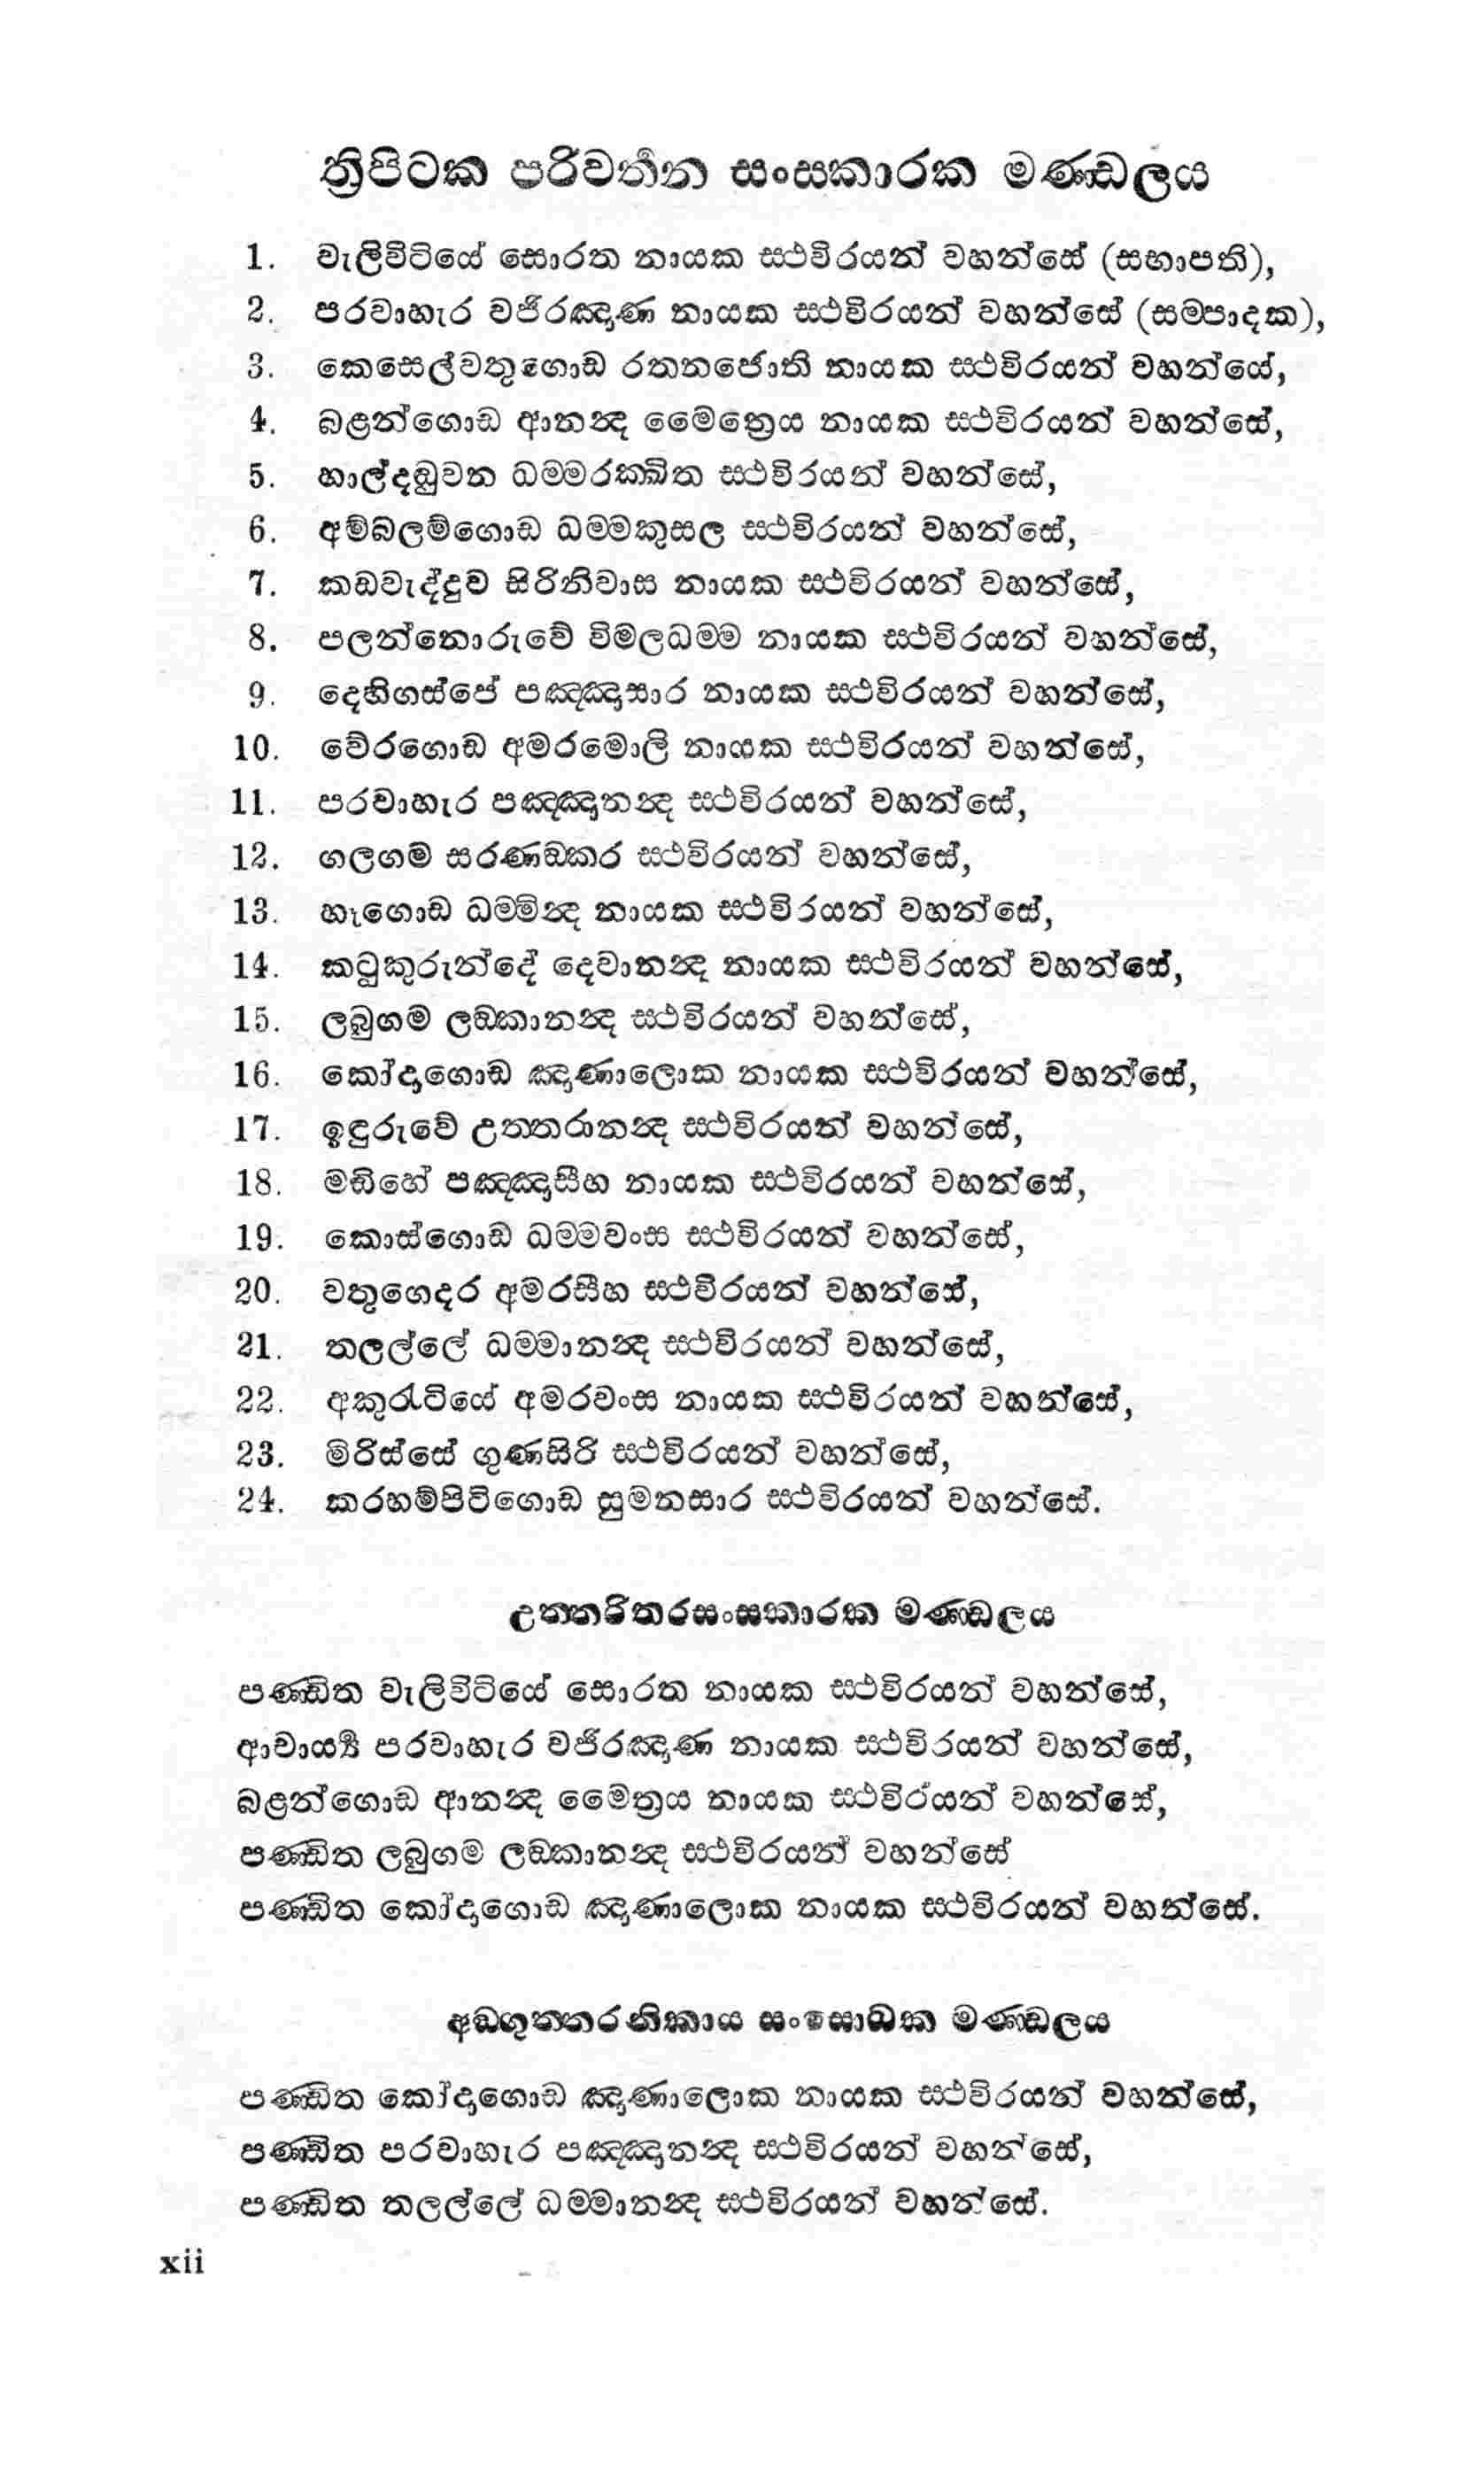 ත්‍රිපිටක පරිවර්‍තන සංස‍්කාරක මණ‍්ඩලය
1. වැලිවිටියේ සොරත නායක ස‍්ථවිරයන් වහන්සේ (සභාපති),
2. පරවාහැර වජිරඤාණ නායක ස‍්ථවිරයන් වහන්සේ (සම‍්පාදක),
3. කෙසෙල්වතුගොඩ රතනජොති නායක ස‍්ථවිරයන් වහන්යේ,
4. බළන්ගොඩ ආනන්‍ද මෛත්‍රෙය නායක ස‍්ථවිරයන් වහන්සේ,
5. හාල්දඬුවන ධම‍්මරක‍්ඛිත ස‍්ථවිරයන් වහන්සේ,
6. අම්බලම්ගොඩ ධම‍්මකුසල ස‍්ථවිරයන් වහන්සේ,
7. කඩවැද්දුව සිරිනිවාස නායක ස‍්ථවිරයන් වහන්සේ,
8. පලන්නොරුවේ විමලධම‍්ම නායක ස‍්ථවිරයන් වහන්සේ,
9. දෙහිගස්පේ පඤ‍්ඤාසාර නායක ස‍්ථවිරයන් වහන්සේ,
10. වේරගොඩ අමරමොලි නායක ස‍්ථවිරයන් වහන්සේ,
11. පරවාහැර පඤ‍්ඤානන්‍ද ස‍්ථවිරයන් වහන්සේ,
12. ගලගම සරණඞ‍්කර ස‍්ථවිරයන් වහන්සේ,
13. හෑගොඩ ධම‍්මින්‍ද නායක ස‍්ථවිරයන් වහන්සේ,
14. කටුකුරුන්දේ දෙවානන්‍ද නායක ස‍්ථවිරයන් වහන්සේ,
15. ලබුගම ලඞ‍්කානන්‍ද ස‍්ථවිරයන් වහන්සේ,
16. කෝදාගොඩ ඤාණාලොක නායක ස‍්ථවිරයන් වහන්සේ,
17. ඉඳුරුවේ උත‍්තරානන්‍ද ස‍්ථවිරයන් වහන්සේ,
18. මඩිහේ පඤ‍්ඤාසීහ නායක ස‍්ථවිරයන් වහන්සේ,
19. කොස්ගොඩ ධම‍්මවංස ස‍්ථවිරයන් වහන්සේ,
20. වතුගෙදර අමරසීහ ස‍්ථවිරයන් වහන්සේ,
21. තලල්ලේ ධම‍්මානන්‍ද ස‍්ථවිරයන් වහන්සේ,
22. අකුරැටියේ අමරවංස නායක ස‍්ථවිරයන් වහන්සේ,
23. මිරිස්සේ ගුණසිරි ස‍්ථවිරයන් වහන්සේ,
24. කරහම්පිටිගොඩ සුමනසාර ස‍්ථවිරයන් වහන්සේ.
උත‍්තරිතරසංස‍්කාරක මණ‍්ඩලය
පණ‍්ඩිත වැලිවිටියේ සොරත නායක ස‍්ථවිරයන් වහන්සේ,
ආචාර්‍ය්‍ය පරවාහැර වජිරඤාණ නායක ස‍්ථවිරයන් වහන්සේ,
බළන්ගොඩ ආනන්‍ද මෛත්‍රය නායක ස‍්ථවිරයන් වහන්සේ,
පණ‍්ඩිත ලබුගම ලඞ‍්කානන්‍ද ස‍්ථවිරයන් වහන්සේ
පණ‍්ඩිත කෝදාගොඩ ඤාණාලොක නායක ස‍්ථවිරයන් වහන්සේ.
අඞ‍්ගුත‍්තරනිකාය සංසොධක මණ‍්ඩලය
පණ‍්ඩිත කෝදාගොඩ ඤාණාලොක නායක ස‍්ථවිරයන් වහන්සේ,
පණ‍්ඩිත පරවාහැර පඤ‍්ඤානන්‍ද ස‍්ථවිරයන් වහන්සේ,
පණ‍්ඩිත තලල්ලේ ධම‍්මානන්‍ද ස‍්ථවිරයන් වහන්සේ.
xii